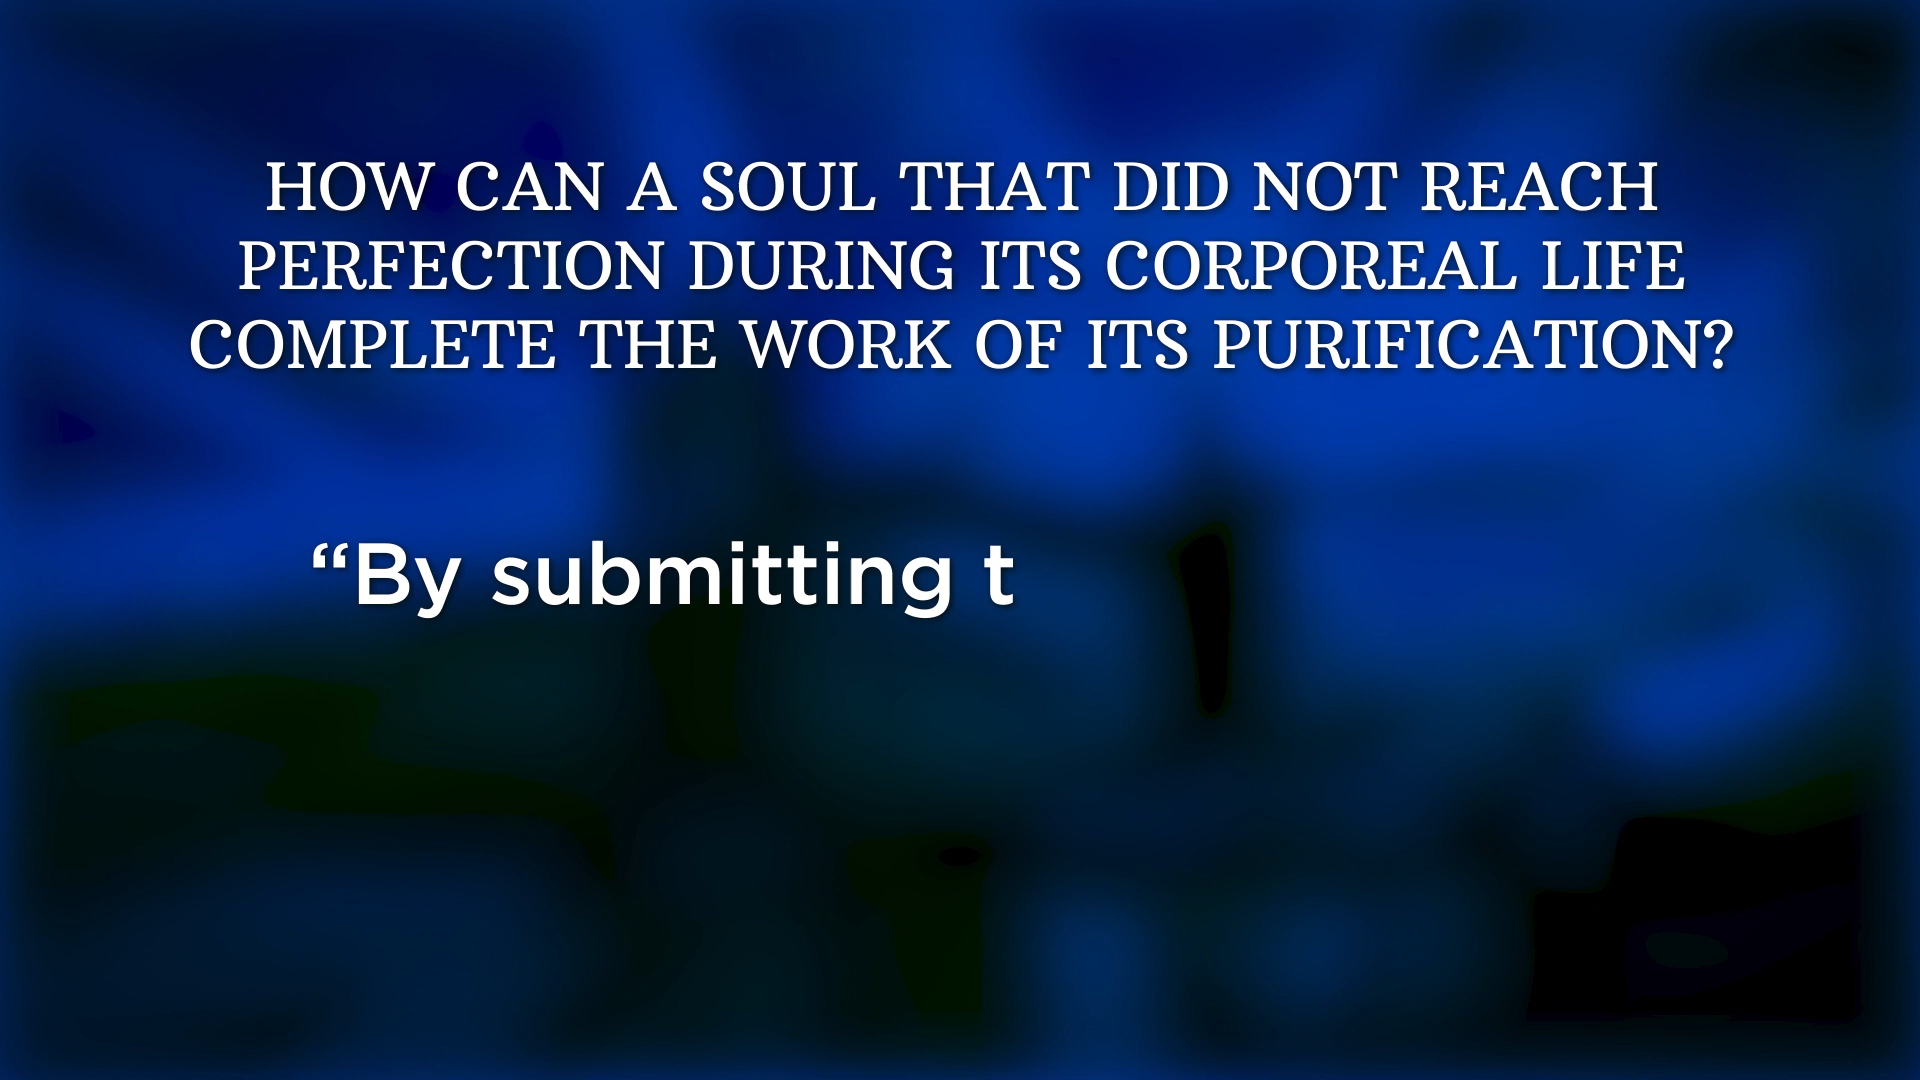 HOW CAN A SOUL THAT DID NOT REACH
PERFECTION DURING ITS CORPOREAL LIFE
COMPLETE THE WORK OF ITS PURIFICATION?
“By submitting t